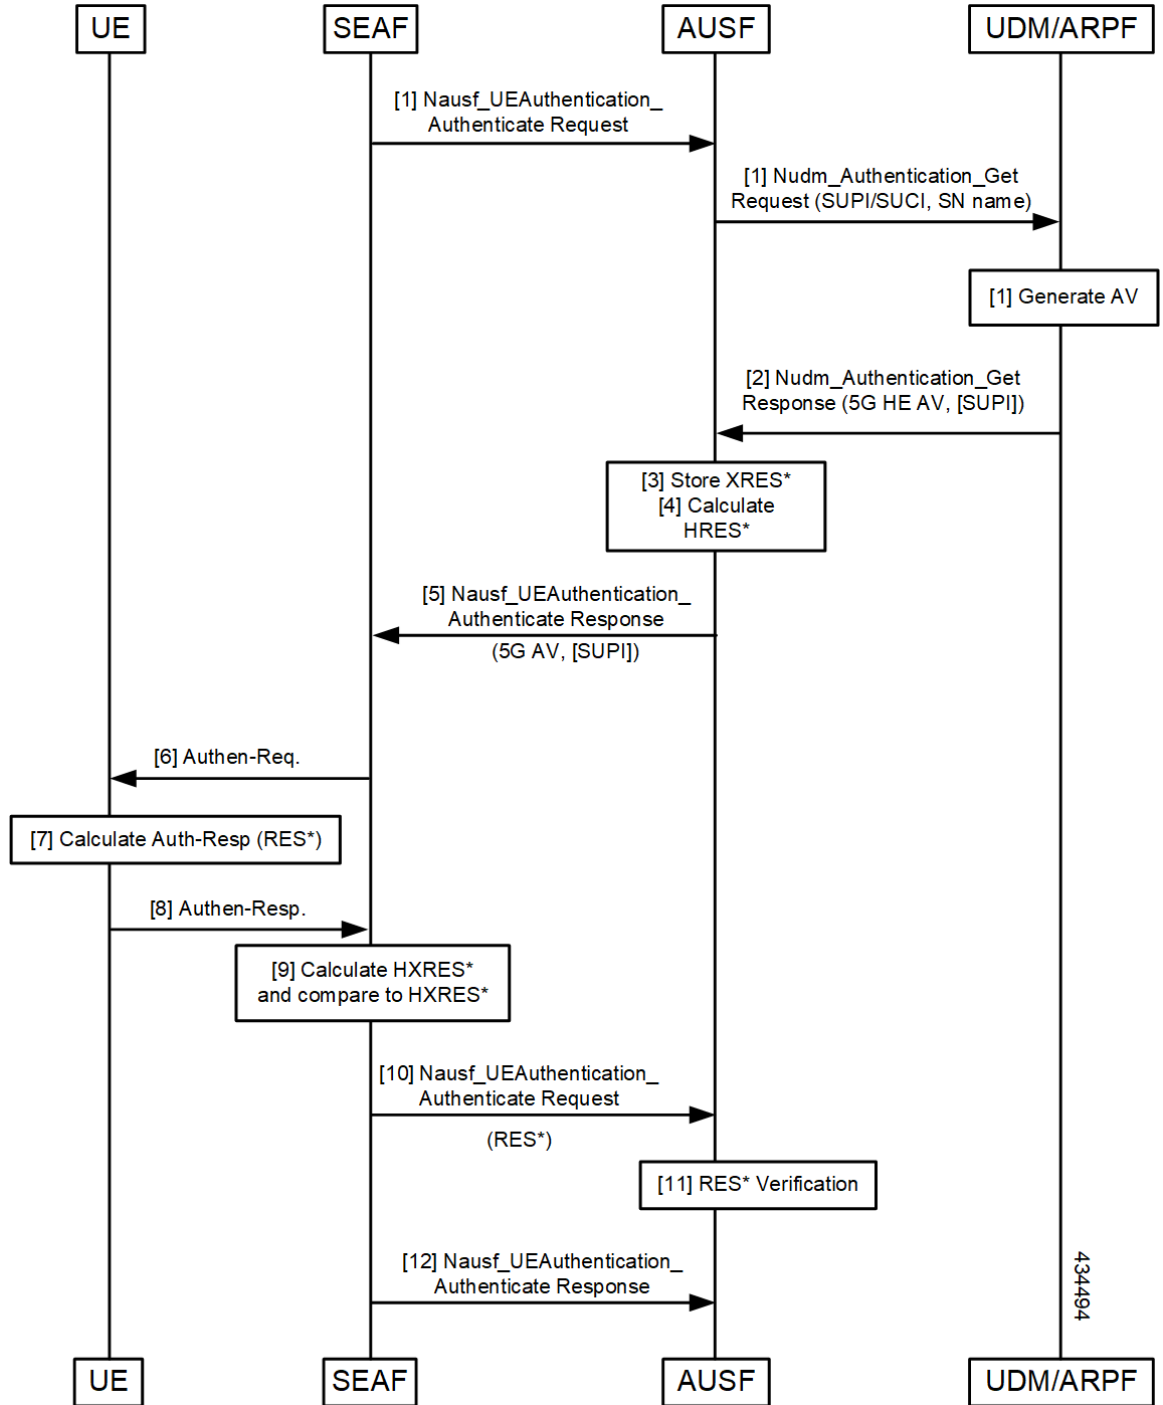 UE
SEAF
AUSF
UDM/ARPF
[1] Nausf_UEAuthentication_
Authenticate Request
[1] Nudm_Authentication_Get
Request (SUPI/SUCI, SN name)
[1] Generate AV
[2] Nudm_Authentication_Get
Response (5G HE AV, [SUPI])
[3] Store XRES*
[4] Calculate
HRES*
[5] Nausf_UEAuthentication_
Authenticate Response
(5G AV, [SUPI])
[6] Authen-Req.
[7] Calculate Auth-Resp (RES*)
[8] Authen-Resp.
[9] Calculate HXRES*
and compare to HXRES*
[10] Nausf_UEAuthentication_
Authenticate Request
(RES*)
[11] RES* Verification
[12] Nausf_UEAuthentication_
Authenticate Response
434494
UE
SEAF
AUSF
UDM/ARPF